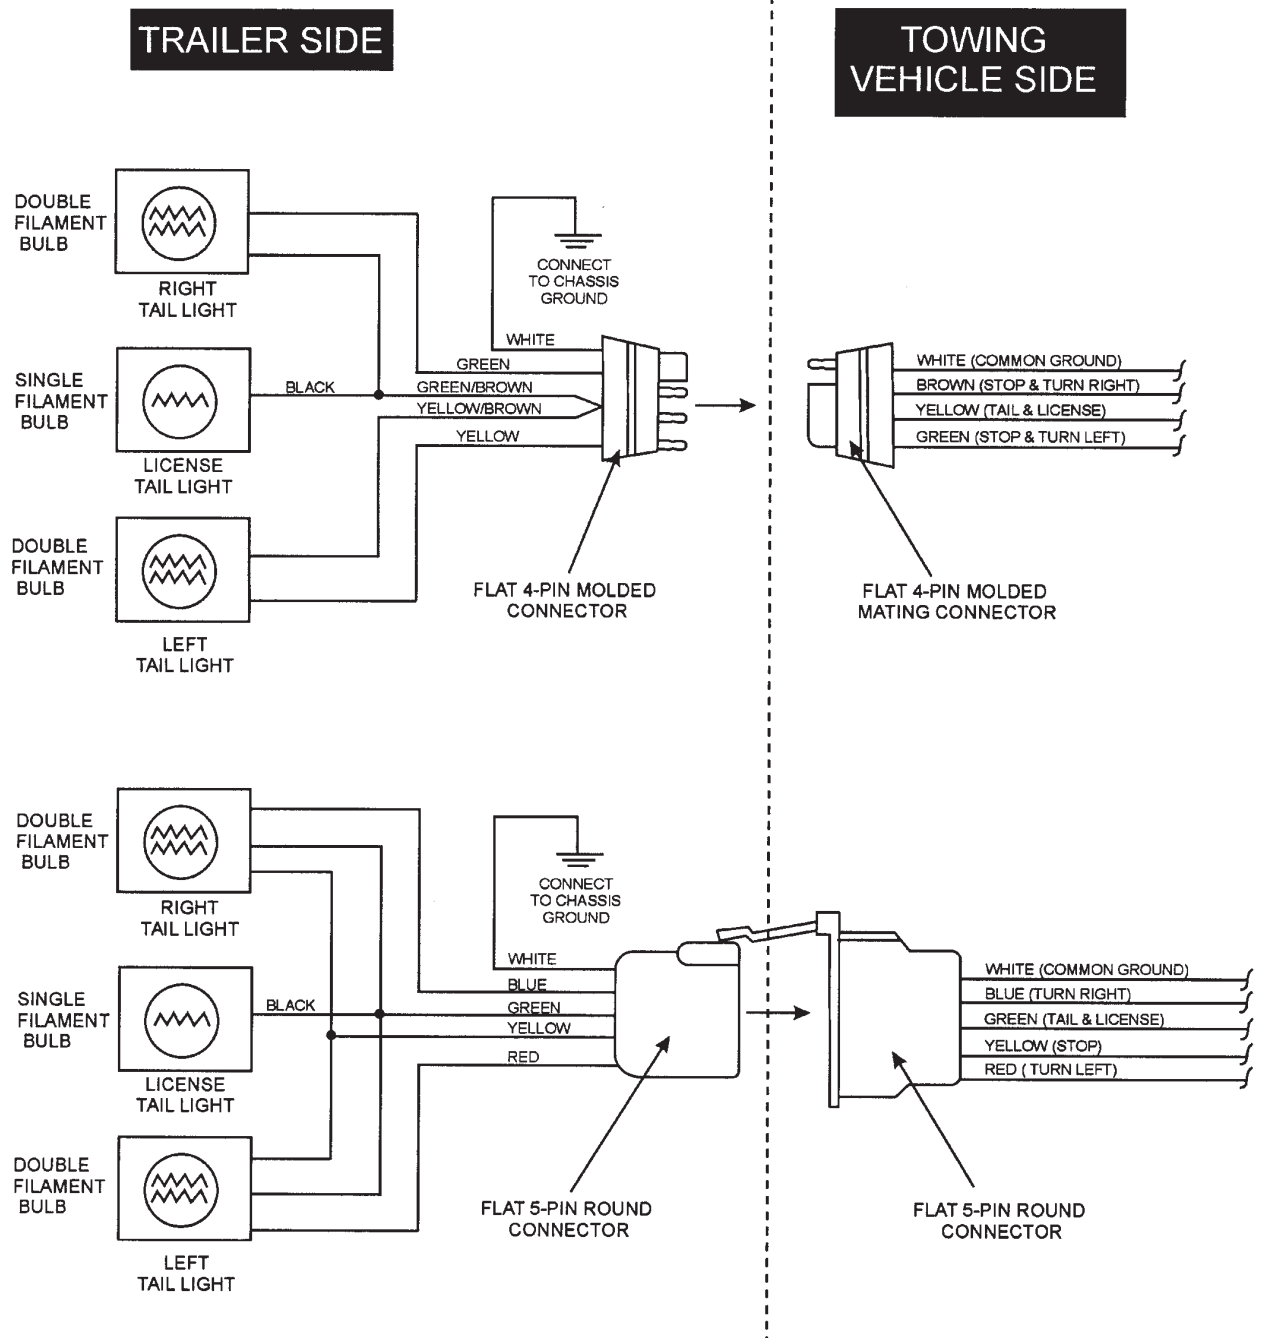 TRAILER SIDE
TOWING
VEHICLE SIDE
DOUBLE
FILAMENT
BULB
RIGHT
TAIL LIGHT
SINGLE
FILAMENT
BULB
LICENSE
TAIL LIGHT
DOUBLE
FILAMENT
BULB
LEFT
TAIL LIGHT
BLACK
CONNECT
TO CHASSIS
GROUND
WHITE
GREEN
GREEN/BROWN
YELLOW/BROWN
YELLOW
FLAT 4-PIN MOLDED
CONNECTOR
WHITE (COMMON GROUND)
BROWN (STOP & TURN RIGHT)
YELLOW (TAIL & LICENSE)
GREEN (STOP & TURN LEFT)
FLAT 4-PIN MOLDED
MATING CONNECTOR
DOUBLE
FILAMENT
BULB
RIGHT
TAIL LIGHT
SINGLE
FILAMENT
BULB
LICENSE
TAIL LIGHT
DOUBLE
FILAMENT
BULB
LEFT
TAIL LIGHT
BLACK
CONNECT
TO CHASSIS
GROUND
WHITE
BLUE
GREEN
YELLOW
RED
FLAT 5-PIN ROUND
CONNECTOR
WHITE (COMMON GROUND)
BLUE (TURN RIGHT)
GREEN (TAIL & LICENSE)
YELLOW (STOP)
RED ( TURN LEFT)
FLAT 5-PIN ROUND
CONNECTOR